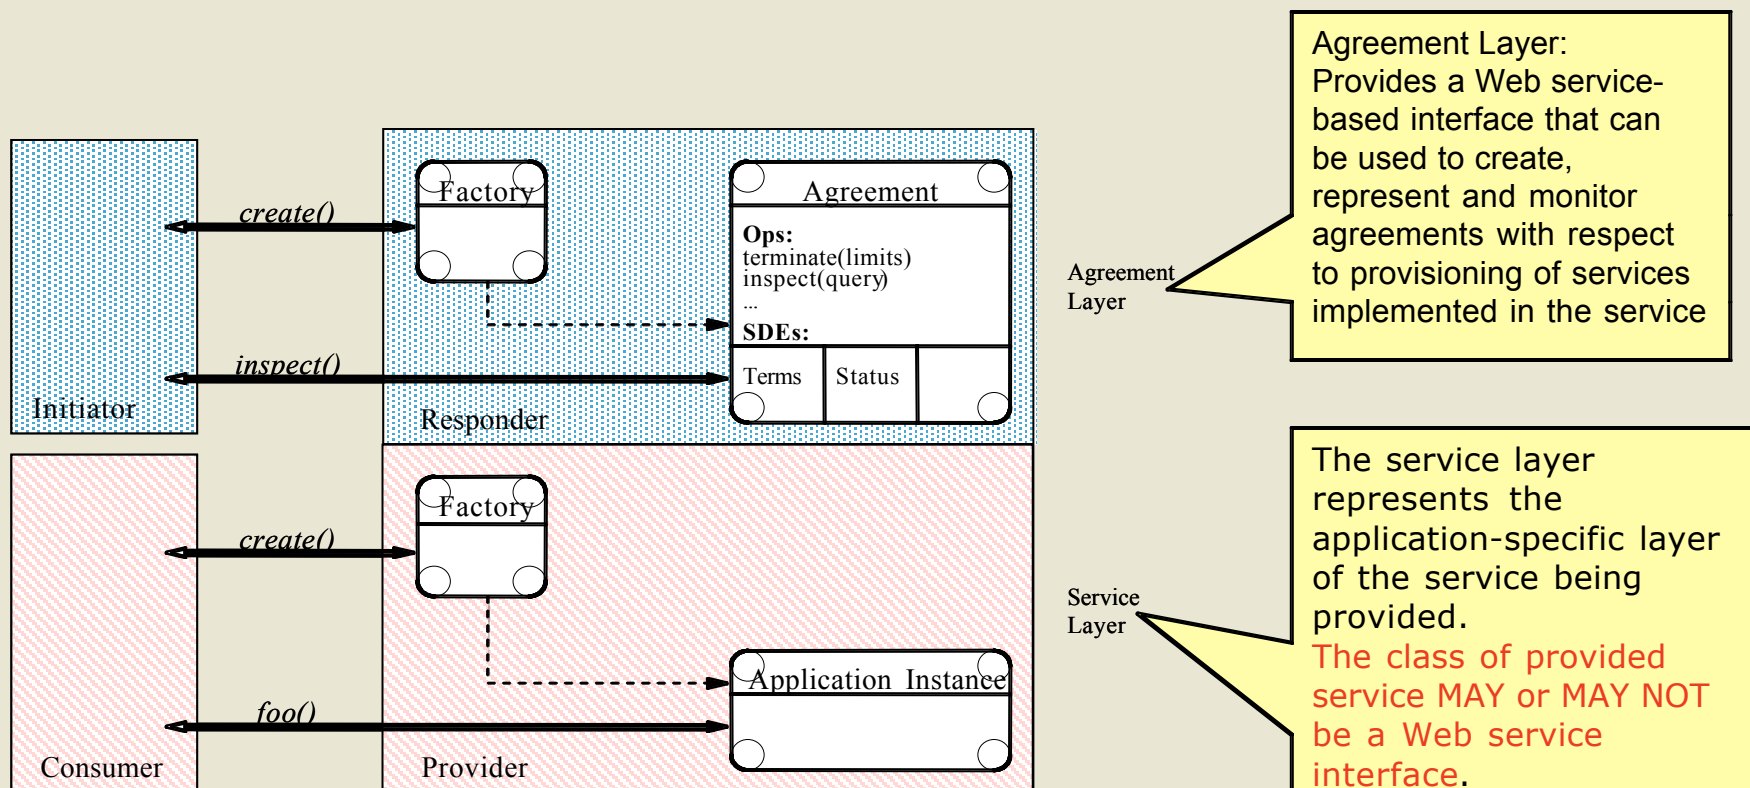 Agreement Layer:
Provides a Web service-
based interface that can
be used to create,
represent and monitor
agreements with respect
to provisioning of services
implemented in the service
Factory
create()
Agreement
Ops:
terminate(limits)
inspect(query)
...
SDEs:
Terms
Status
inspect()
Initiator
Responder
Agreement
Layer
Factory
create()
Application Instance
foo()
Consumer
Provider
Service
Layer
The service layer
represents the
application-specific layer
of the service being
provided.
The class of provided
service MAY or MAY NOT
be a Web service
interface.